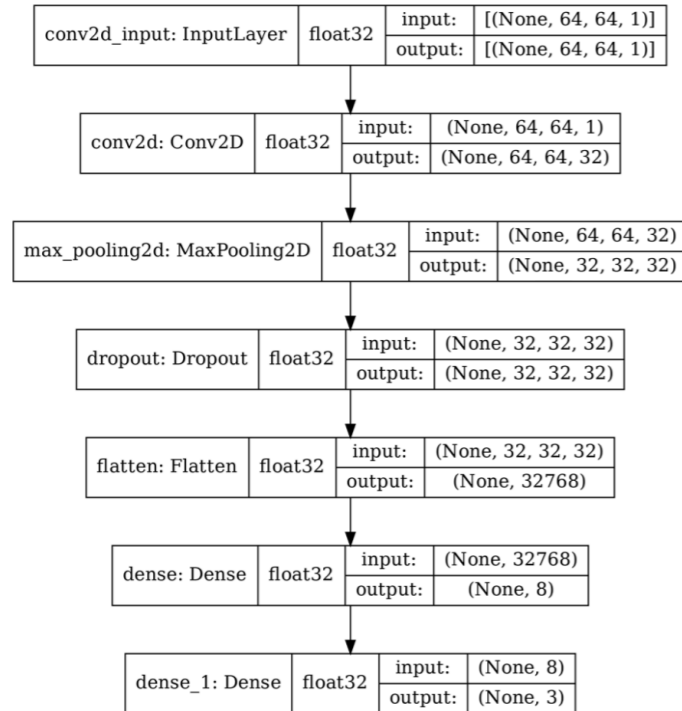 conv2d_input: InputLayer float32 input: [(None, 64, 64, 1)]
output: [(None, 64, 64, 1)]
conv2d: Conv2D float32 input: (None, 64, 64, 1)
output: (None, 64, 64, 32)
max_pooling2d: MaxPooling2D float32 input: (None, 64, 64, 32)
output: (None, 32, 32, 32)
dropout: Dropout float32 input: (None, 32, 32, 32)
output: (None, 32, 32, 32)
flatten: Flatten float32 input: (None, 32, 32, 32)
output: (None, 32768)
dense: Dense float32 input: (None, 32768)
output: (None, 8)
dense_1: Dense float32 input: (None, 8)
output: (None, 3)